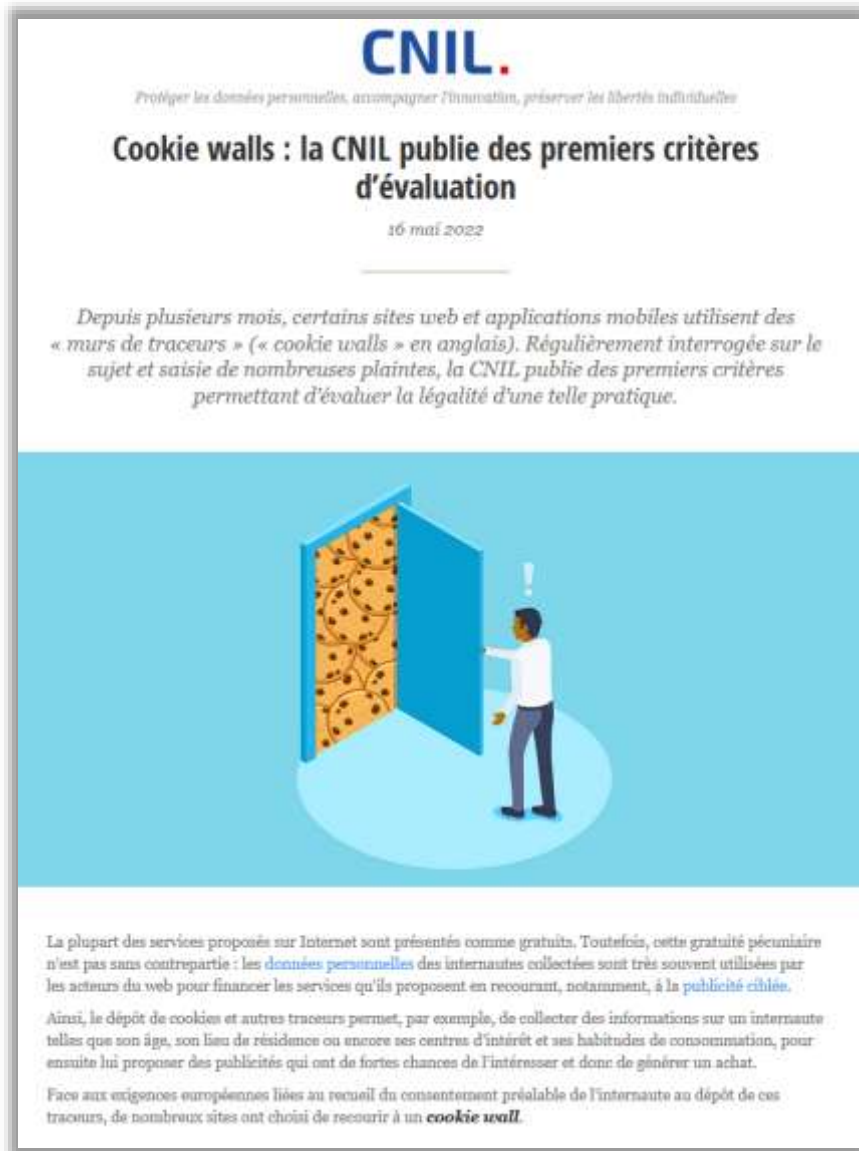 CNIL.
Protéger les données personnelles, accompagner l'innovation, préserver les libertés individuelles
Cookie walls : la CNIL publie des premiers critères
d'évaluation
16 mai 2022
Depuis plusieurs mois, certains sites web et applications mobiles utilisent des
« murs de traceurs » (« cookie walls » en anglais). Régulièrement interrogée sur le
sujet et saisie de nombreuses plaintes, la CNIL publie des premiers critères
permettant d'évaluer la légalité d'une telle pratique.
!
La plupart des services proposés sur Internet sont présentés comme gratuits. Toutefois, cette gratuité pécuniaire
n'est pas sans contrepartie : les données personnelles des internautes collectées sont très souvent utilisées par
les acteurs du web pour financer les services qu'ils proposent en recourant, notamment, à la publicité ciblée.
Ainsi, le dépôt de cookies et autres traceurs permet, par exemple, de collecter des informations sur un internaute
telles que son âge, son lieu de résidence ou encore ses centres d'intérêt et ses habitudes de consommation, pour
ensuite lui proposer des publicités qui ont de fortes chances de l'intéresser et donc de générer un achat.
Face aux exigences européennes liées au recueil du consentement préalable de l'internaute au dépôt de ces
traceurs, de nombreux sites ont choisi de recourir à un cookie wall.